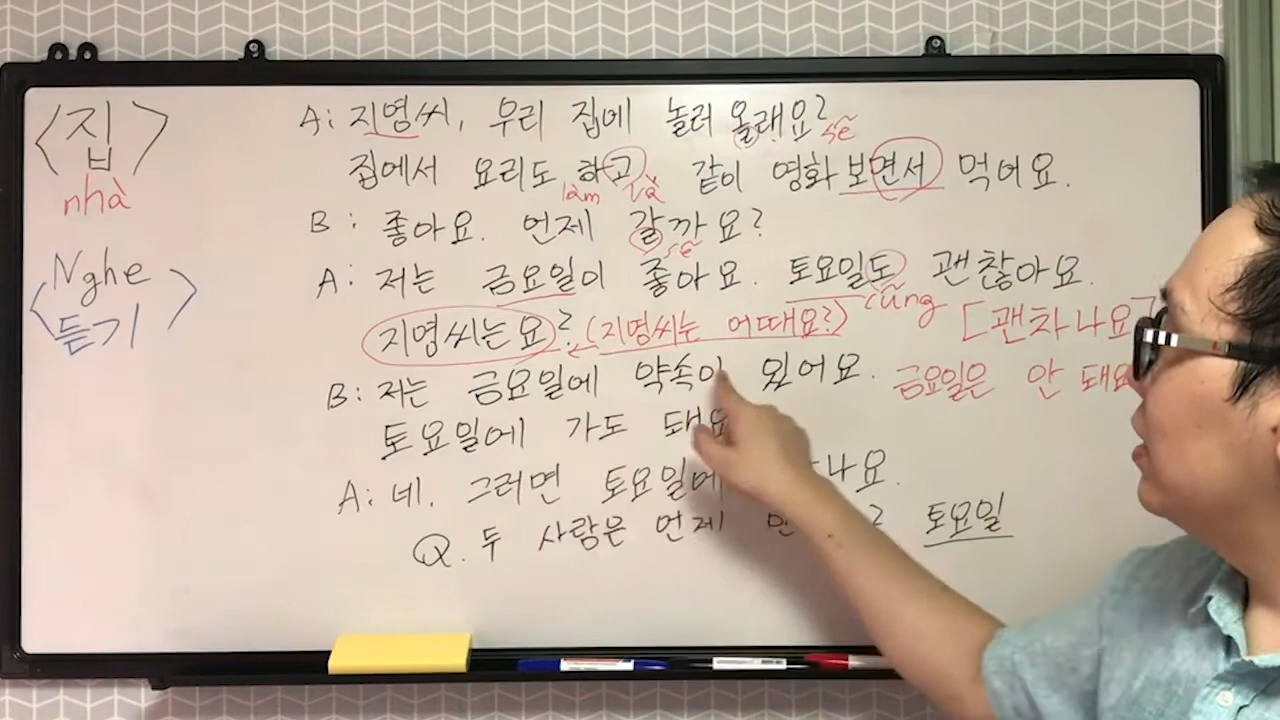 <집>
nhà
<Nghe
듣기>
A: 지영씨, 우리 집에 놀러 올래요?
sẽ
집에서 요리도 하고 같이 영화 보면서 먹어요.
làm và
B: 좋아요. 언제 갈까요?
sẽ
A: 저는 금요일이 좋아요. 토요일도 괜찮아요.
cũng
지영씨는요? (지영씨는 어때요?) [괜차나요]
B: 저는 금요일에 약속이 있어요. 금요일은 안 돼요
토요일에 가도 돼요
A: 네. 그러면 토요일에 나요.
Q. 두 사람은 언제 ? 토요일